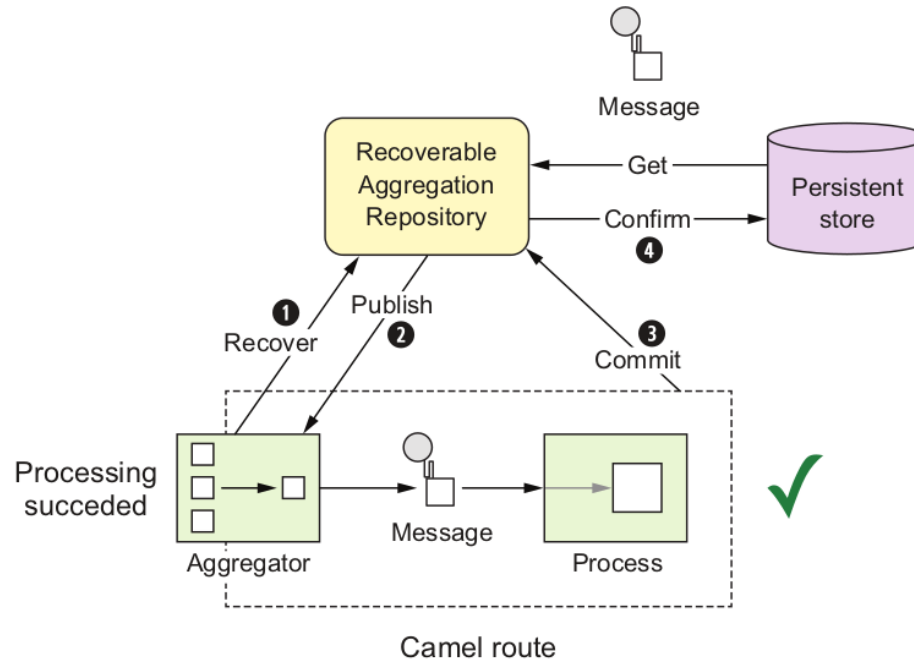 Message
Recoverable
Aggregation
Repository
Get
Confirm
4
Persistent
store
1
Recover
Publish
2
3
Commit
Processing
succeded
Message
Aggregator
Process
Camel route